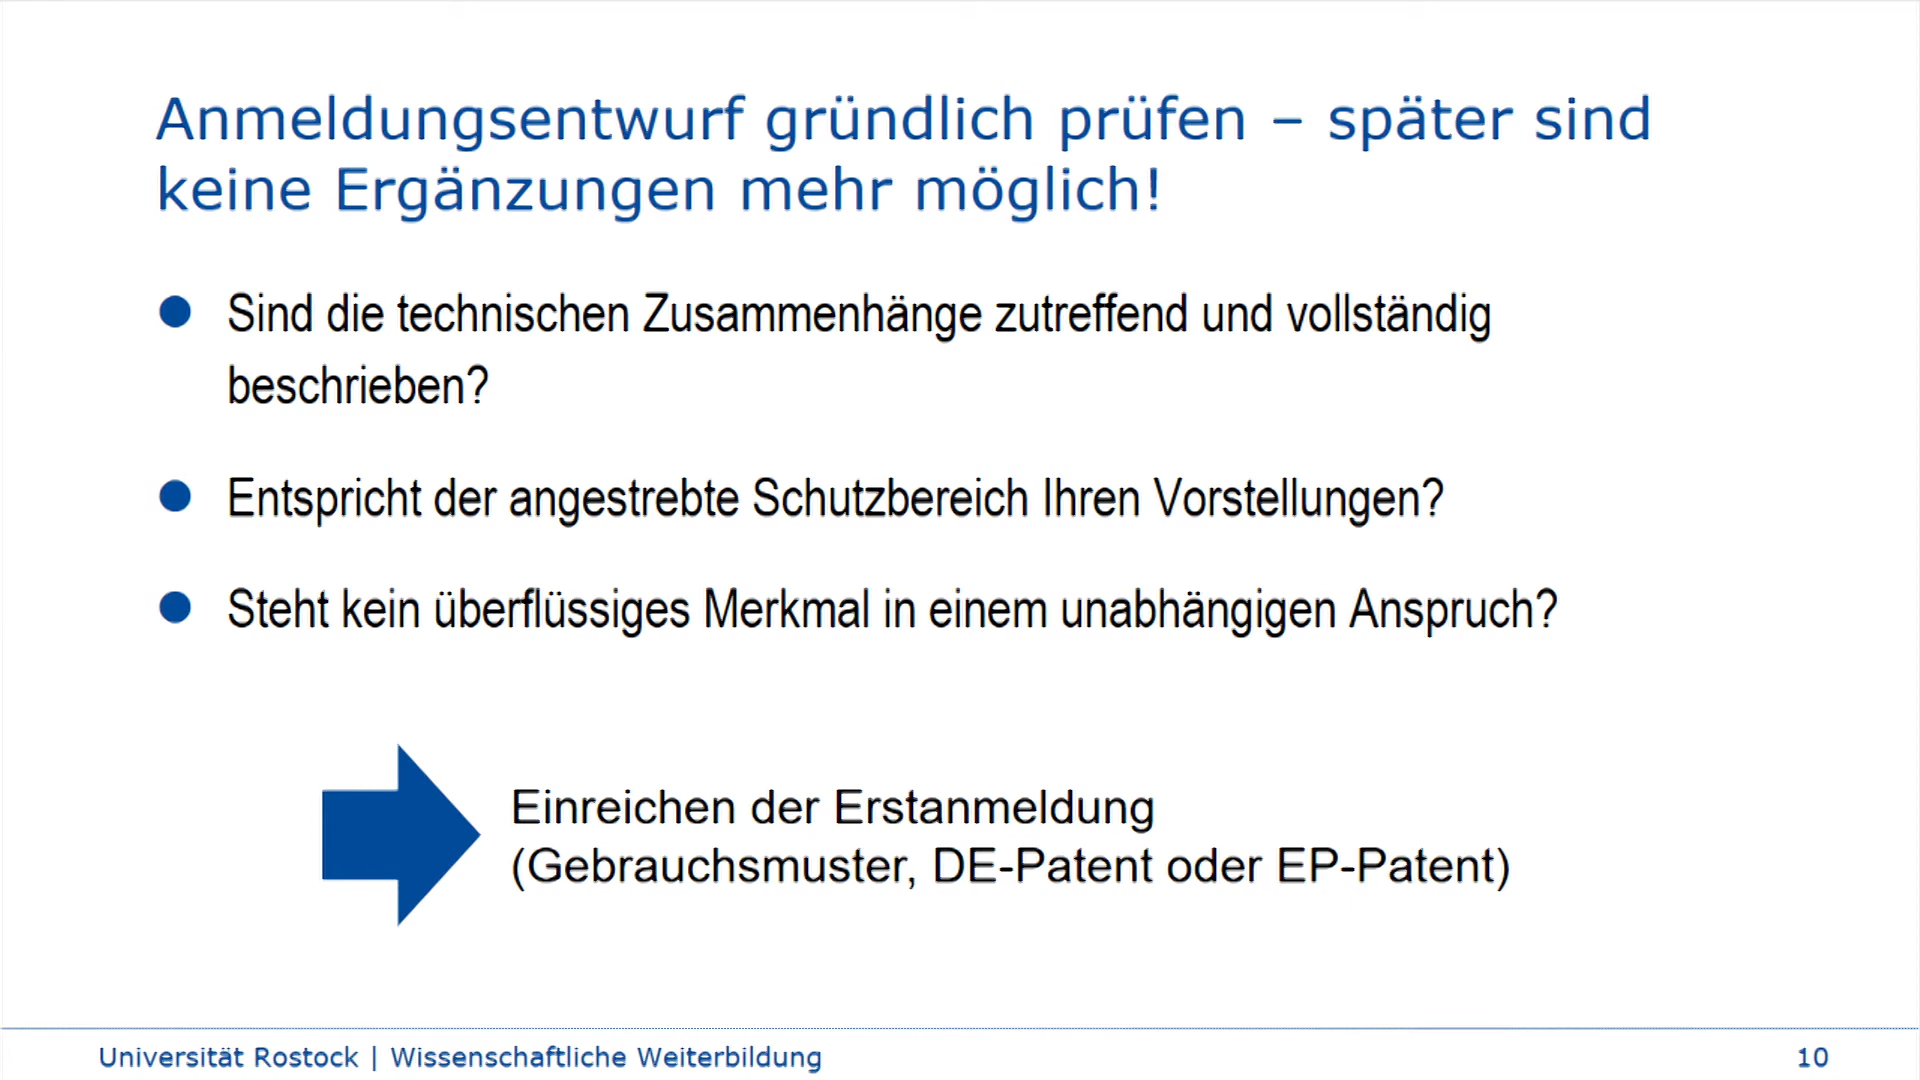 Anmeldungsentwurf gründlich prüfen – später sind
keine Ergänzungen mehr möglich!
Sind die technischen Zusammenhänge zutreffend und vollständig
beschrieben?
Entspricht der angestrebte Schutzbereich Ihren Vorstellungen?
Steht kein überflüssiges Merkmal in einem unabhängigen Anspruch?
Einreichen der Erstanmeldung
(Gebrauchsmuster, DE-Patent oder EP-Patent)
Universität Rostock | Wissenschaftliche Weiterbildung
10